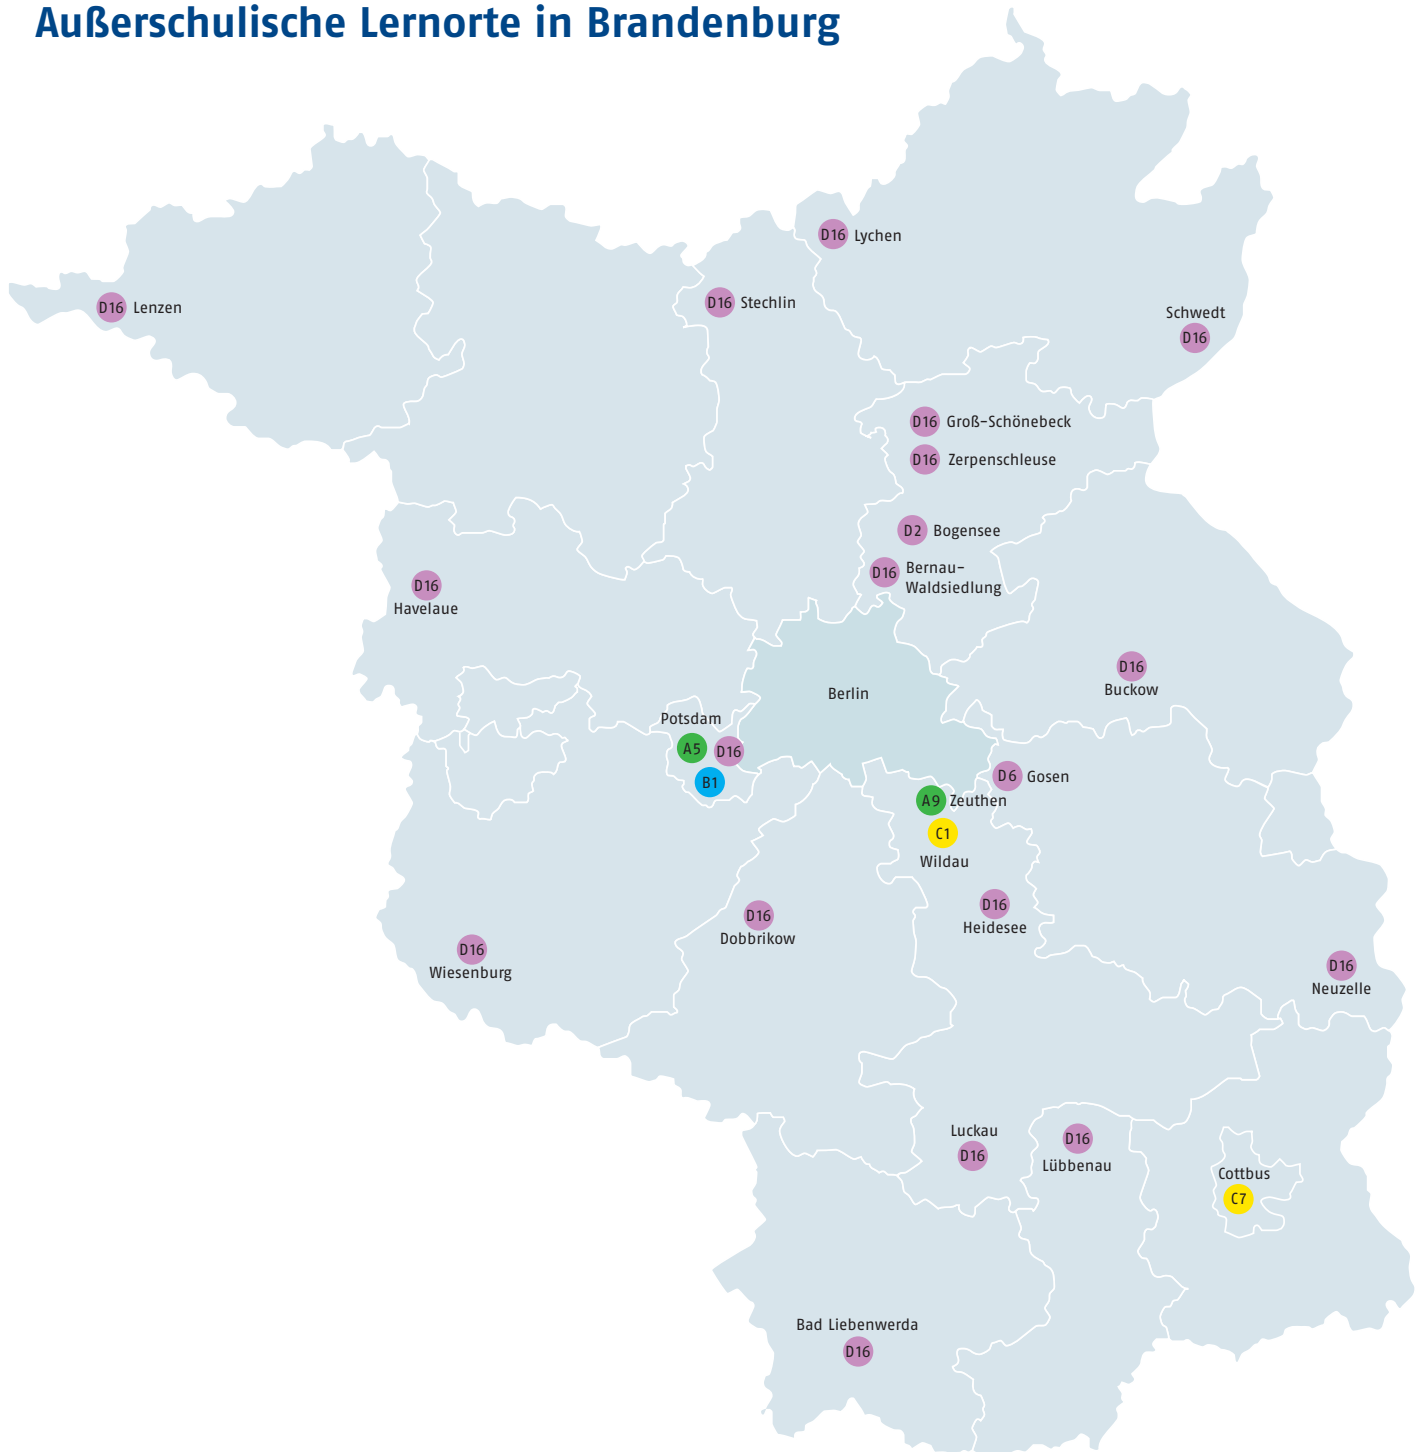 Außerschulische Lernorte in Brandenburg
D16 Lychen
D16 Lenzen
D16 Stechlin
Schwedt
D16
D16 Groß-Schönebeck
D16 Zerpenschleuse
D2 Bogensee
D16 Bernau-
Waldsiedlung
D16
Havelaue
D16
Buckow
Berlin
Potsdam
A5 D16
B1
D6 Gosen
A9 Zeuthen
C1
Wildau
D16
Heidesee
D16
Dobbrikow
D16
Wiesenburg
D16
Neuzelle
Luckau
D16
D16
Lübbenau
Cottbus
C7
Bad Liebenwerda
D16